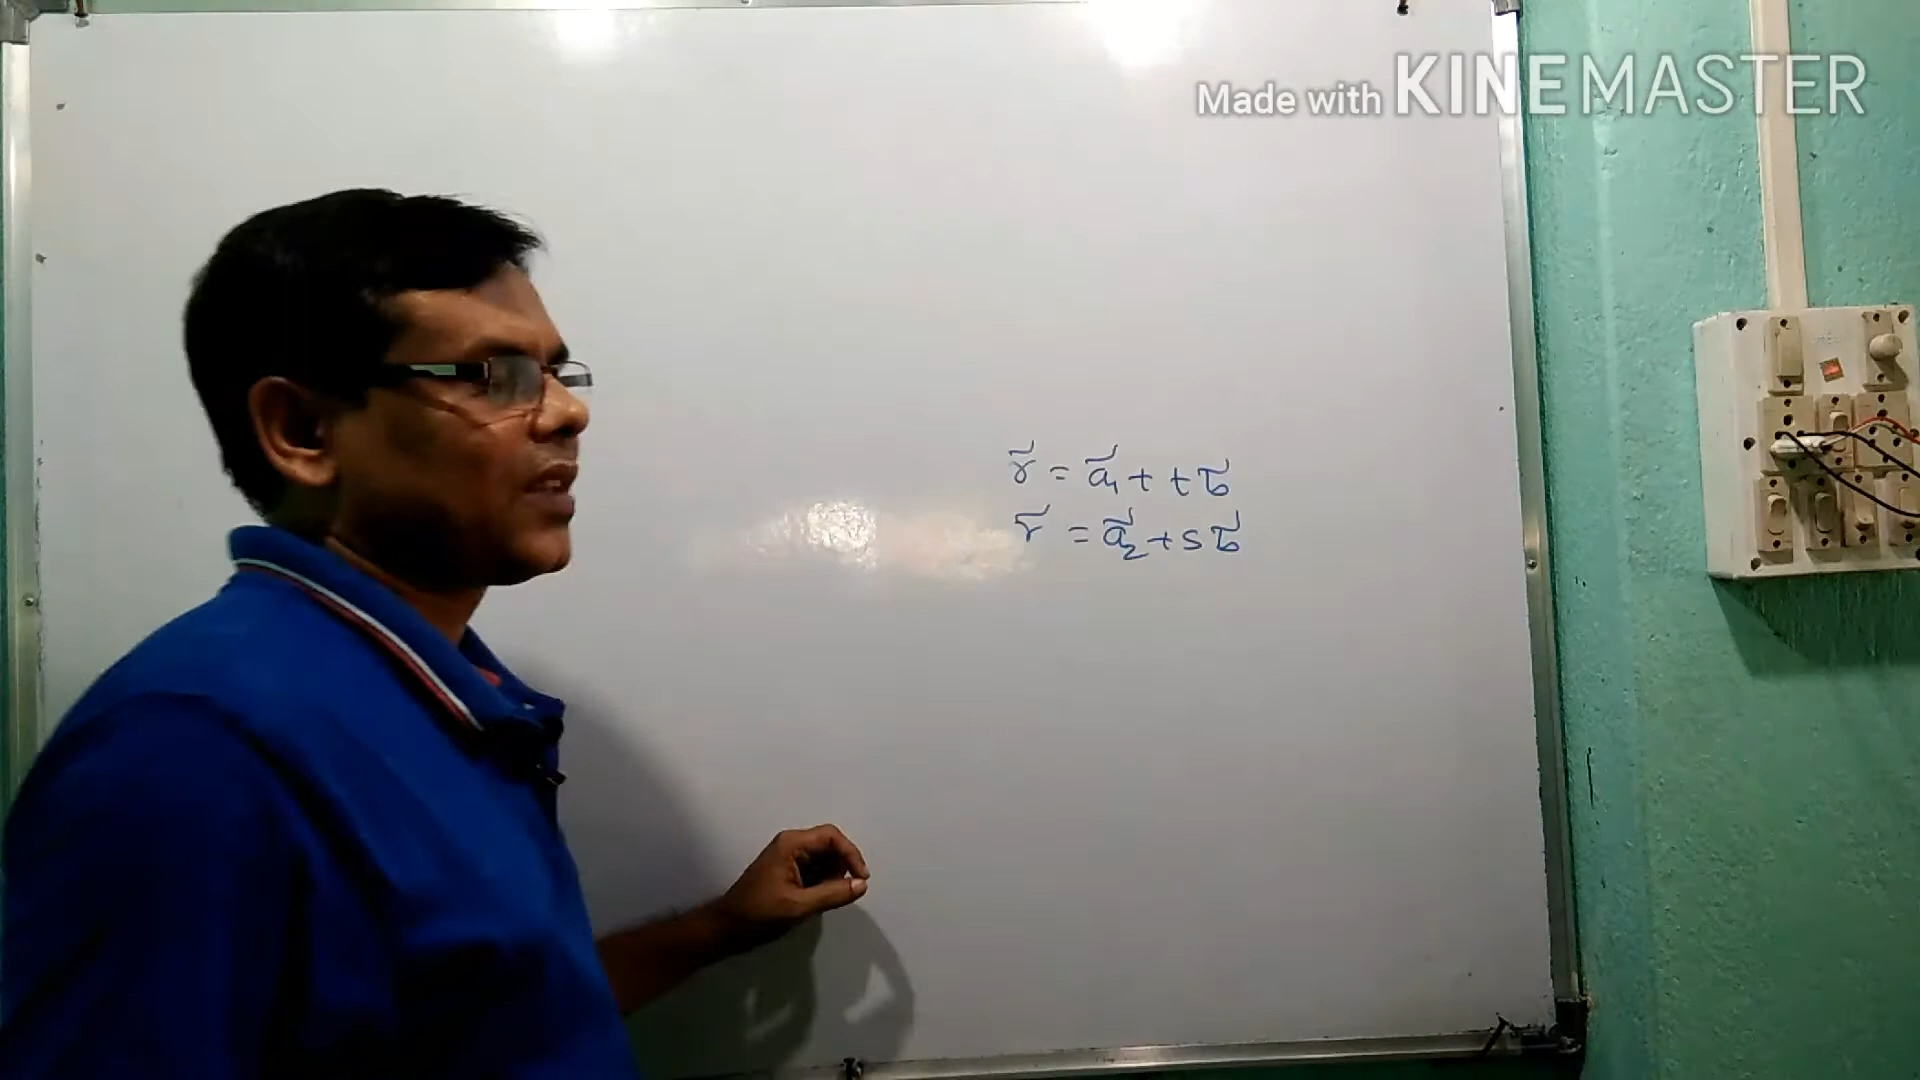 Made with KINEMASTER
r⃗ = a⃗₁ + t b⃗
r⃗ = a⃗₂ + s b⃗